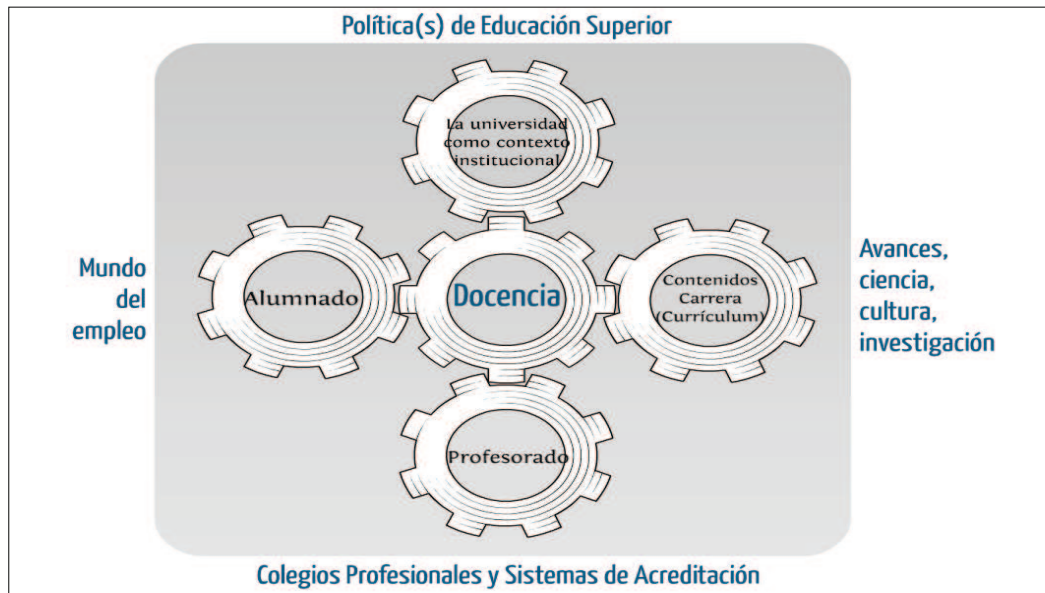 Política(s) de Educación Superior
La universidad
como contexto
institucional
Mundo
del
empleo
Alumnado
Docencia
Contenidos
Carrera
(Currículum)
Avances,
ciencia,
cultura,
investigación
Profesorado
Colegios Profesionales y Sistemas de Acreditación